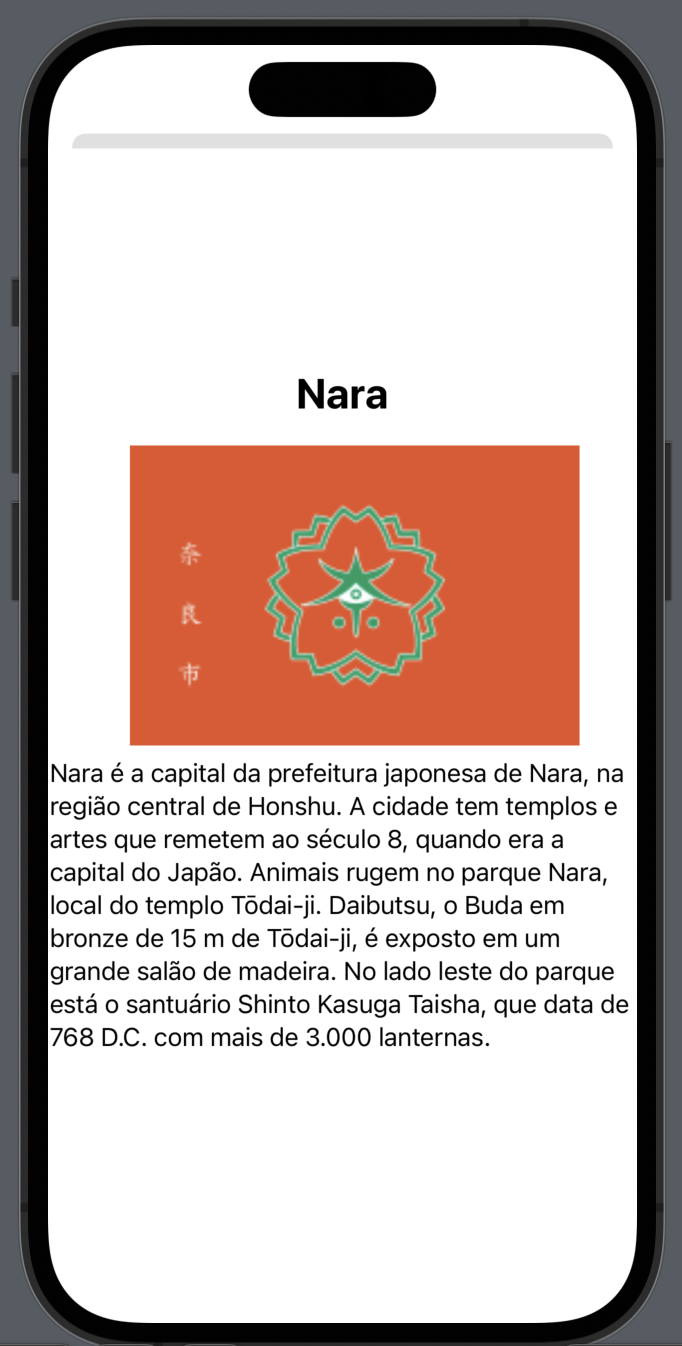 Nara
奈
良
市
Nara é a capital da prefeitura japonesa de Nara, na
região central de Honshu. A cidade tem templos e
artes que remetem ao século 8, quando era a
capital do Japão. Animais rugem no parque Nara,
local do templo Tōdai-ji. Daibutsu, o Buda em
bronze de 15 m de Tōdai-ji, é exposto em um
grande salão de madeira. No lado leste do parque
está o santuário Shinto Kasuga Taisha, que data de
768 D.C. com mais de 3.000 lanternas.